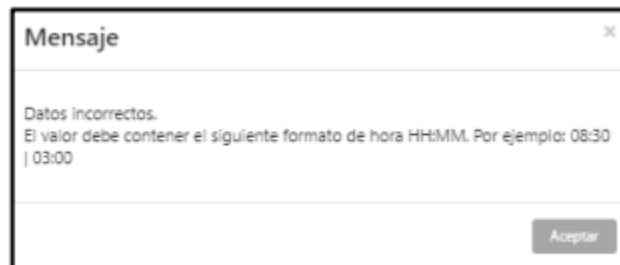 Mensaje
×
Datos incorrectos.
El valor debe contener el siguiente formato de hora HH:MM. Por ejemplo: 08:30
| 03:00
Aceptar